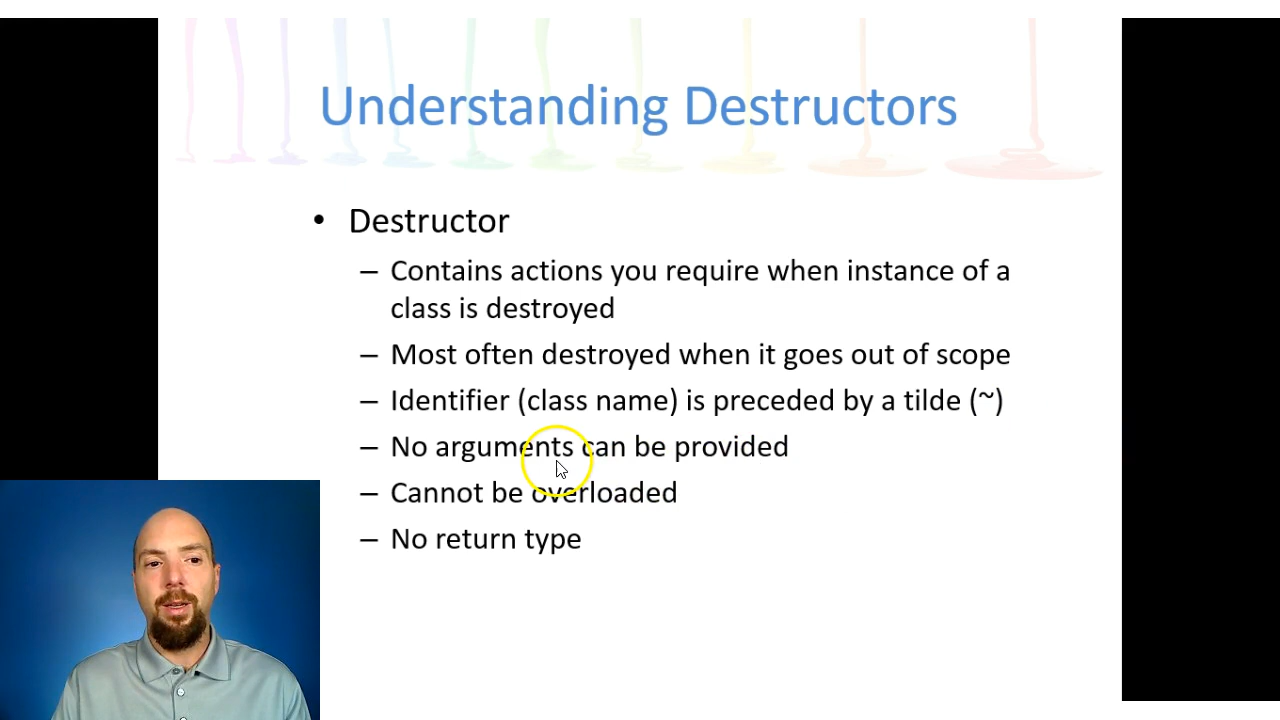 Understanding Destructors
• Destructor
– Contains actions you require when instance of a
class is destroyed
– Most often destroyed when it goes out of scope
– Identifier (class name) is preceded by a tilde (~)
– No arguments can be provided
– Cannot be overloaded
– No return type